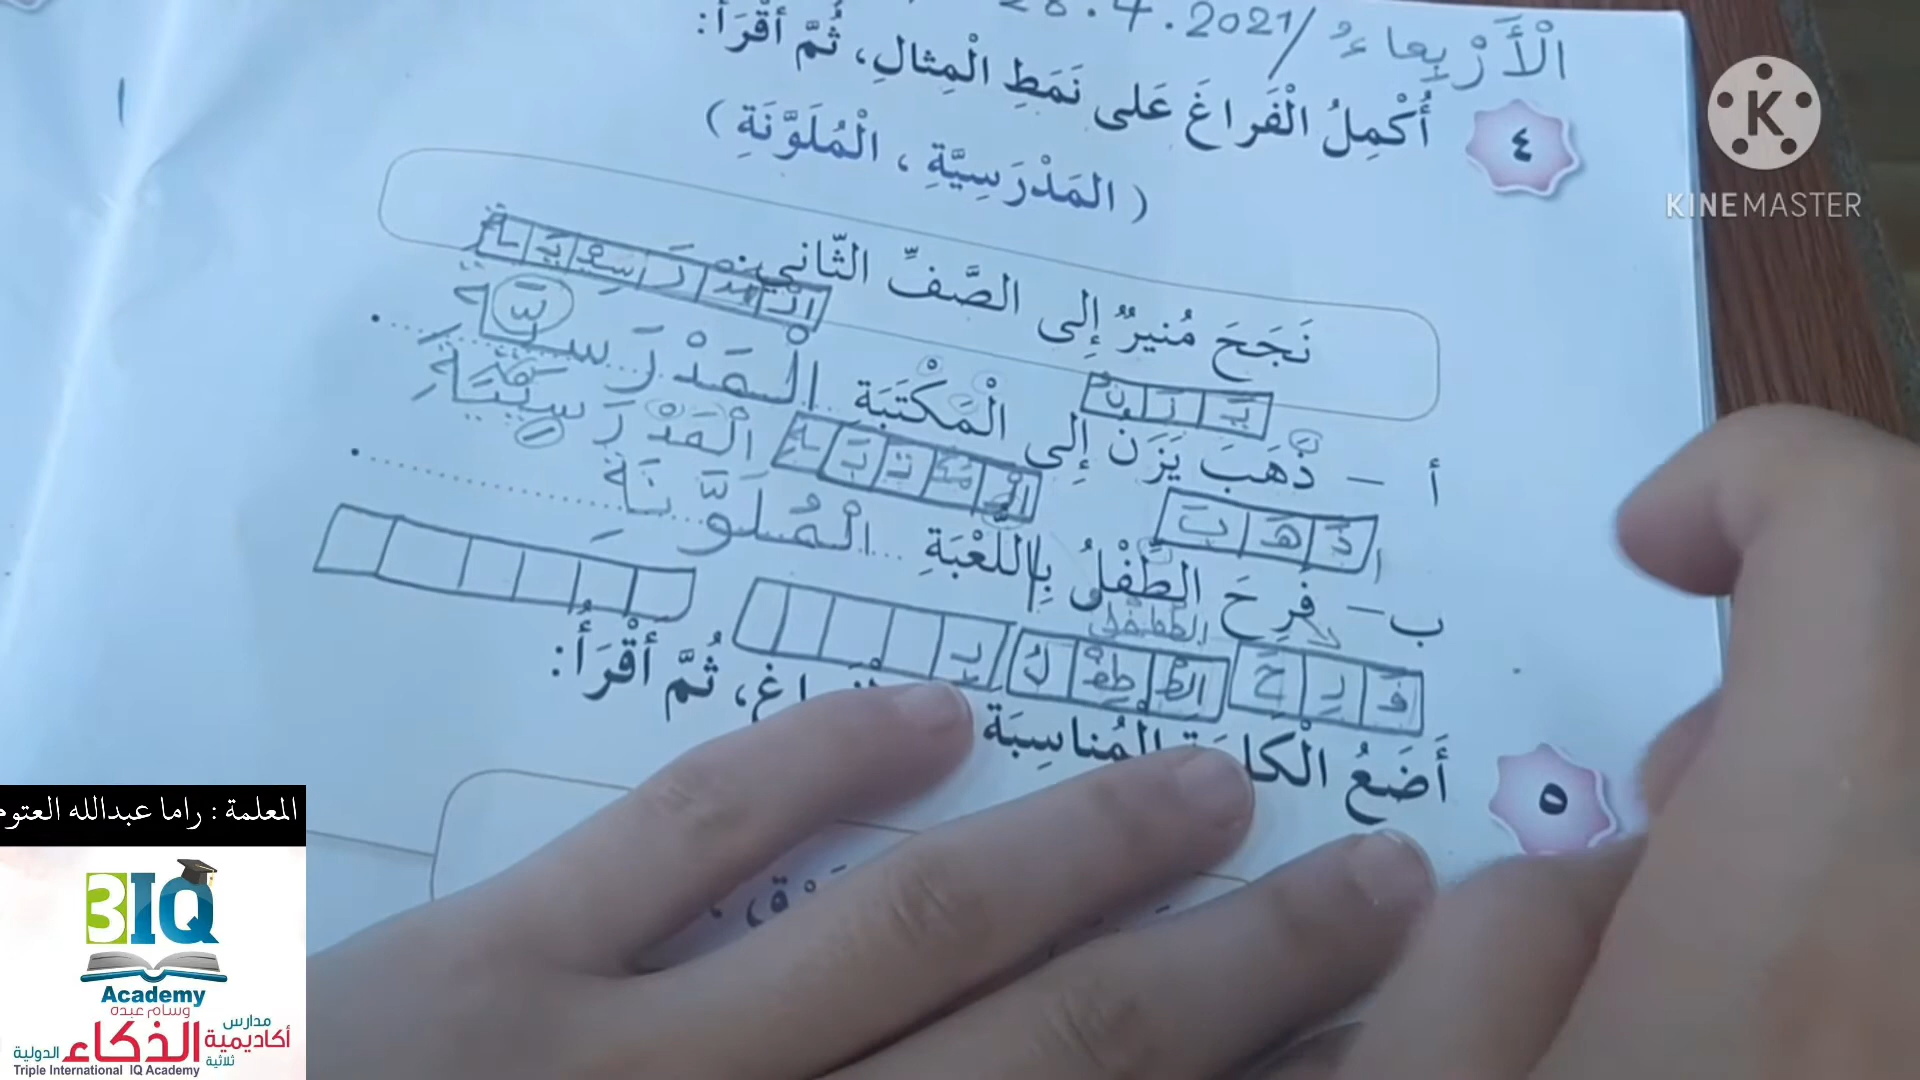 الْأَرْبِعاءُ / 28.4.2021
٤ أُكْمِلُ الْفَراغَ عَلى نَمَطِ الْمِثالِ، ثُمَّ أَقْرَأُ:
( المَدْرَسِيَّةِ ، الْمُلَوَّنَةِ )
نَجَحَ مُنيرٌ إِلى الصَّفِّ الثّاني.
أ - ذَهَبَ يَزَنُ إِلى الْمَكْتَبَةِ الْمَدْرَسِيَّةِ .
ذَ هَـ بَ
ب - فَرِحَ الطِّفْلُ بِاللُّعْبَةِ الْمُلَوَّنَةِ .
فَـ رِ حَ
٥ أَضَعُ الْكَلِمَةَ الْمُناسِبَةَ غِ، ثُمَّ أَقْرَأُ:
KINEMASTER
المعلمة : راما عبدالله العتوم
3IQ
Academy
وسام عبده
مدارس
أكاديمية الذكاء الدولية
ثلاثية
Triple International IQ Academy